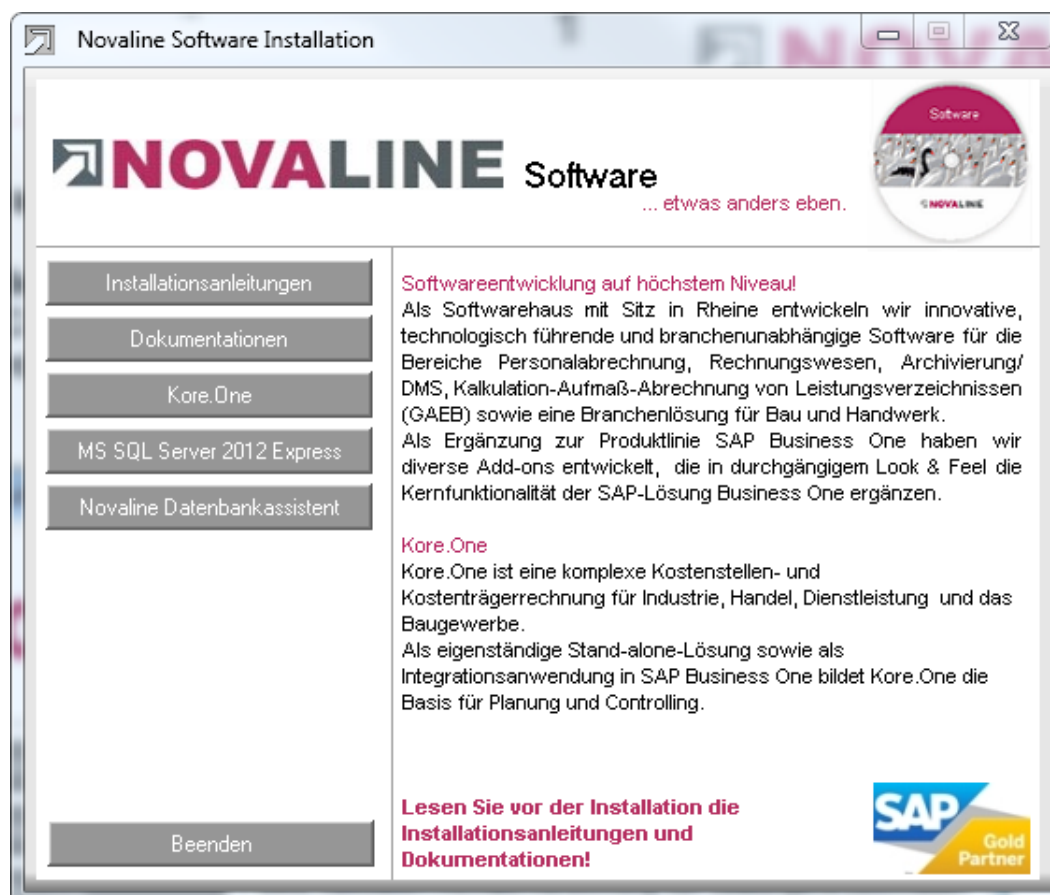 Novaline Software Installation
NOVALINE Software
... etwas anders eben.
Software
NOVALINE
Installationsanleitungen
Dokumentationen
Kore.One
MS SQL Server 2012 Express
Novaline Datenbankassistent
Beenden
Softwareentwicklung auf höchstem Niveau!
Als Softwarehaus mit Sitz in Rheine entwickeln wir innovative,
technologisch führende und branchenunabhängige Software für die
Bereiche Personalabrechnung, Rechnungswesen, Archivierung/
DMS, Kalkulation-Aufmaß-Abrechnung von Leistungsverzeichnissen
(GAEB) sowie eine Branchenlösung für Bau und Handwerk.
Als Ergänzung zur Produktlinie SAP Business One haben wir
diverse Add-ons entwickelt, die in durchgängigem Look & Feel die
Kernfunktionalität der SAP-Lösung Business One ergänzen.
Kore.One
Kore.One ist eine komplexe Kostenstellen- und
Kostenträgerrechnung für Industrie, Handel, Dienstleistung und das
Baugewerbe.
Als eigenständige Stand-alone-Lösung sowie als
Integrationsanwendung in SAP Business One bildet Kore.One die
Basis für Planung und Controlling.
Lesen Sie vor der Installation die
Installationsanleitungen und
Dokumentationen!
SAP
Gold
Partner